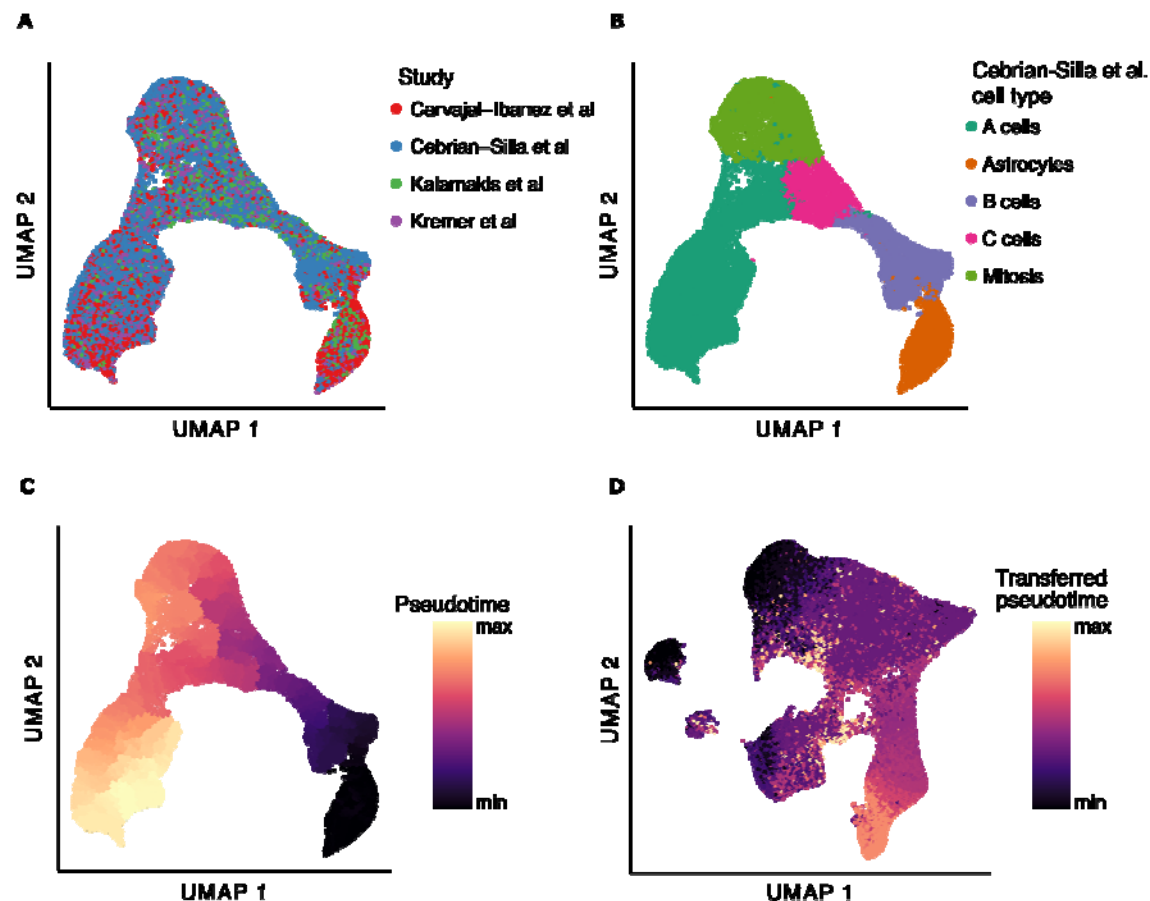 A
Study
Carvajal–Ibanez et al
Cebrian–Silla et al
Kalamakis et al
Kremer et al
UMAP 2
UMAP 1
B
Cebrian-Silla et al.
cell type
A cells
Astrocytes
B cells
C cells
Mitosis
UMAP 2
UMAP 1
C
Pseudotime
max
min
UMAP 2
UMAP 1
D
Transferred
pseudotime
max
min
UMAP 2
UMAP 1